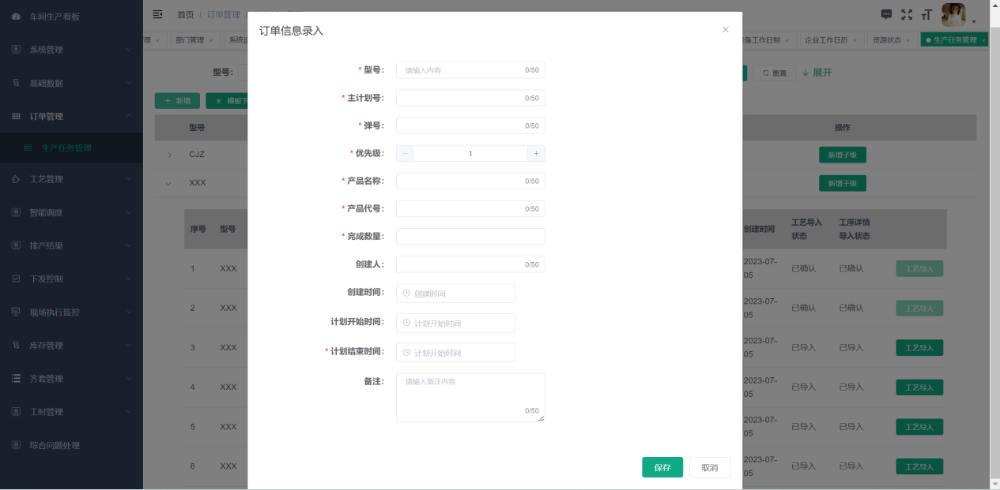 车间生产看板
首页 / 订单管理 /
系统管理
理 ×
部门管理 ×
系统设
备工作日制 ×
企业工作日历 ×
资源状态 ×
生产任务管理 ×
型号:
重置
展开
基础数据
+ 新增
模板下
订单管理
生产任务管理
工艺管理
智能调度
排产结果
下发控制
现场执行监控
库存管理
齐套管理
工时管理
综合问题处理
型号
操作
CJZ
新增子级
XXX
新增子级
序号 型号
创建时间
工艺导入状态
工序详情导入状态
1 XXX
2023-07-05 已确认 已确认 工艺导入
2 XXX
2023-07-05 已确认 已确认 工艺导入
3 XXX
2023-07-05 已导入 已导入 工艺导入
4 XXX
2023-07-05 已导入 已导入 工艺导入
5 XXX
2023-07-05 已导入 已导入 工艺导入
6 XXX
2023-07-05 已导入 已导入 工艺导入
订单信息录入
×
* 型号: 请输入内容 0/50
* 主计划号: 0/50
* 弹号: 0/50
* 优先级: − 1 +
* 产品名称: 0/50
* 产品代号: 0/50
* 完成数量:
创建人: 0/50
创建时间: 创建时间
计划开始时间: 计划开始时间
* 计划结束时间: 计划开始时间
备注: 请输入备注内容
0/50
保存 取消